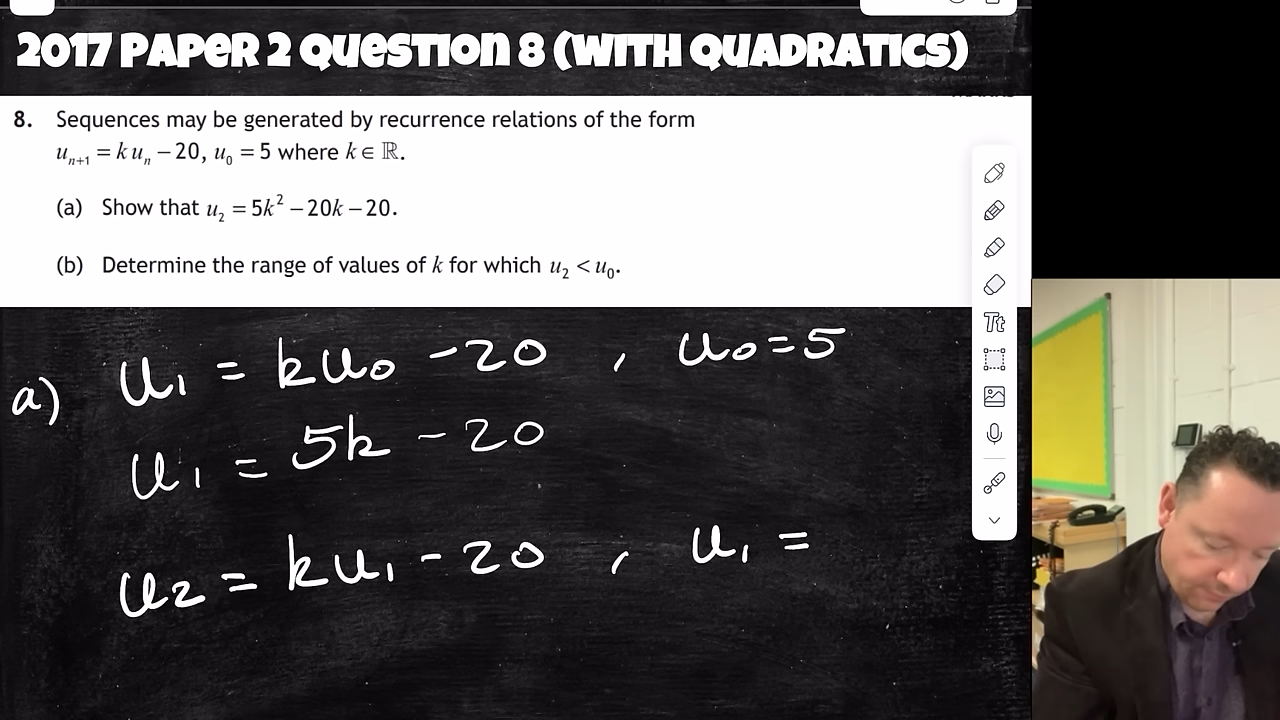 2017 PAPER 2 QUESTION 8 (WITH QUADRATICS)
8. Sequences may be generated by recurrence relations of the form
uₙ₊₁ = k uₙ − 20, u₀ = 5 where k ∈ ℝ.
(a) Show that u₂ = 5k² − 20k − 20.
(b) Determine the range of values of k for which u₂ < u₀.
a) u₁ = ku₀ − 20 , u₀ = 5
u₁ = 5k − 20
u₂ = ku₁ − 20 , u₁ =
Tt